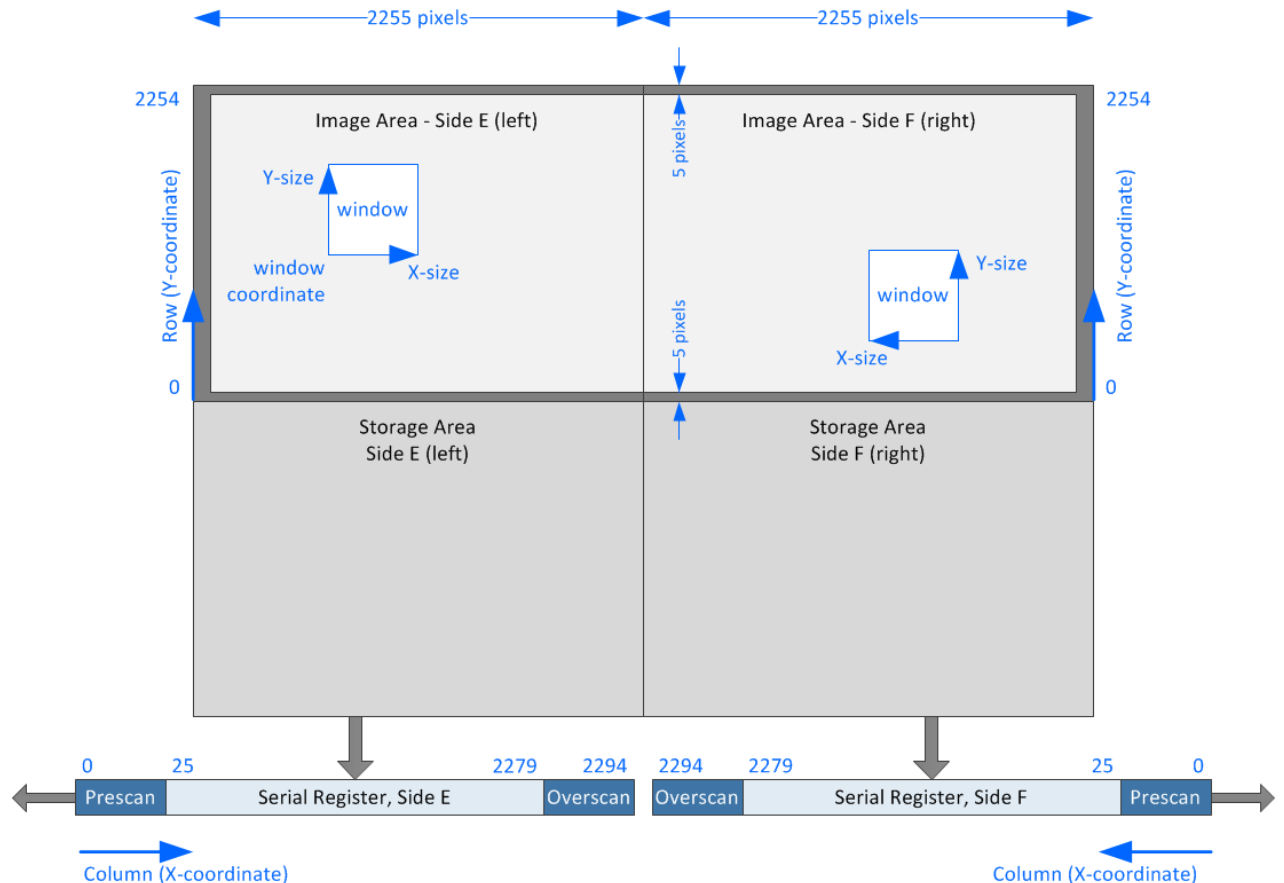 2255 pixels
2255 pixels
2254
2254
Image Area - Side E (left)
Image Area - Side F (right)
5 pixels
Y-size
window
window
coordinate
X-size
Row (Y-coordinate)
Row (Y-coordinate)
Y-size
window
X-size
5 pixels
0
0
Storage Area
Side E (left)
Storage Area
Side F (right)
0
25
2279
2294
2294
2279
25
0
Prescan
Serial Register, Side E
Overscan
Overscan
Serial Register, Side F
Prescan
Column (X-coordinate)
Column (X-coordinate)